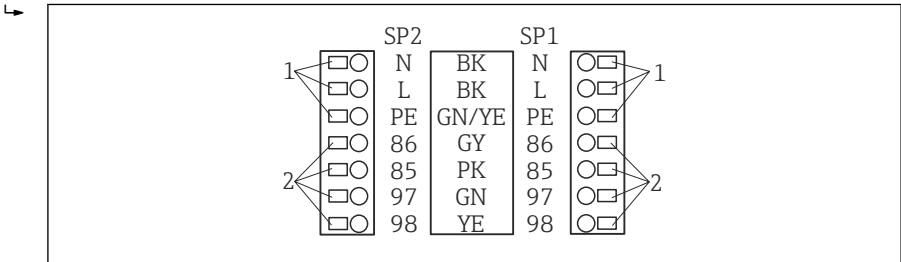 SP2 SP1
N BK N
1 1
L BK L
PE GN/YE PE
86 GY 86
85 PK 85
2 2
97 GN 97
98 YE 98